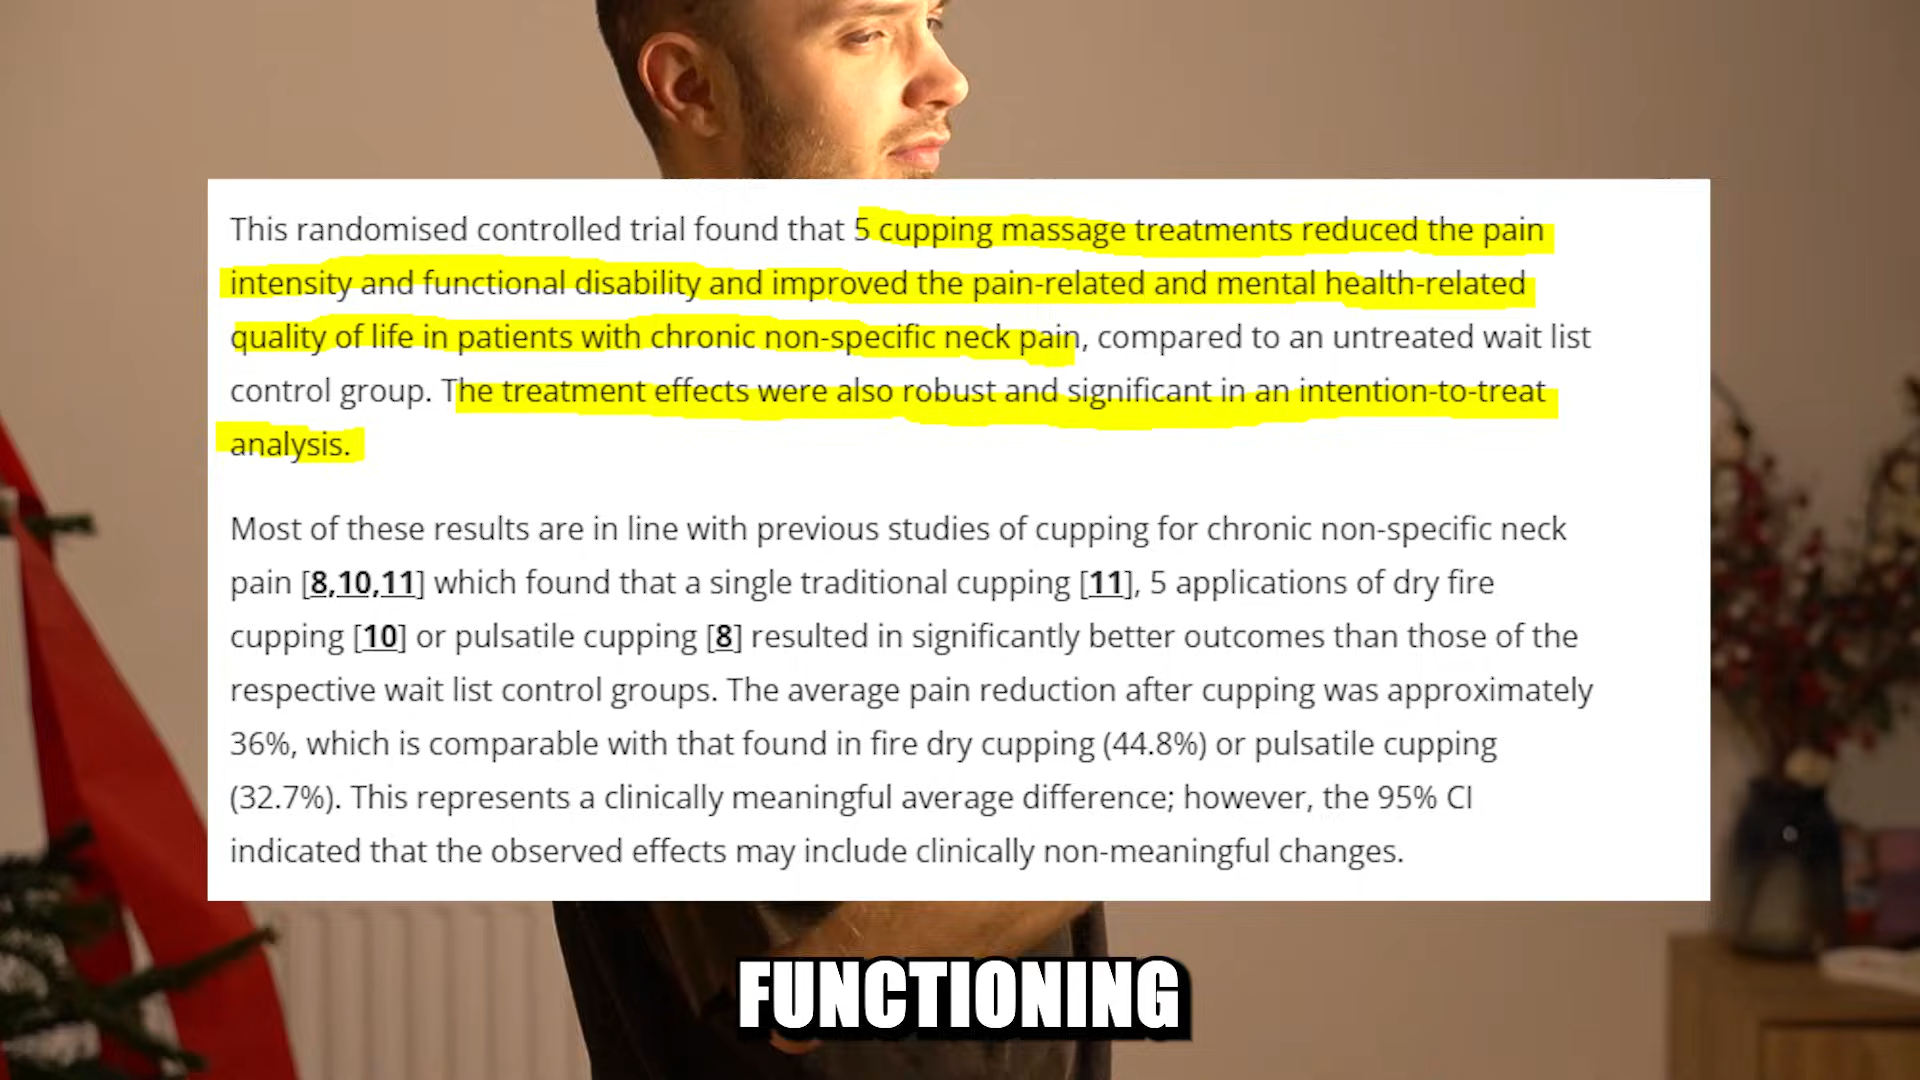 This randomised controlled trial found that 5 cupping massage treatments reduced the pain
intensity and functional disability and improved the pain-related and mental health-related
quality of life in patients with chronic non-specific neck pain, compared to an untreated wait list
control group. The treatment effects were also robust and significant in an intention-to-treat
analysis.
Most of these results are in line with previous studies of cupping for chronic non-specific neck
pain [8,10,11] which found that a single traditional cupping [11], 5 applications of dry fire
cupping [10] or pulsatile cupping [8] resulted in significantly better outcomes than those of the
respective wait list control groups. The average pain reduction after cupping was approximately
36%, which is comparable with that found in fire dry cupping (44.8%) or pulsatile cupping
(32.7%). This represents a clinically meaningful average difference; however, the 95% CI
indicated that the observed effects may include clinically non-meaningful changes.
FUNCTIONING